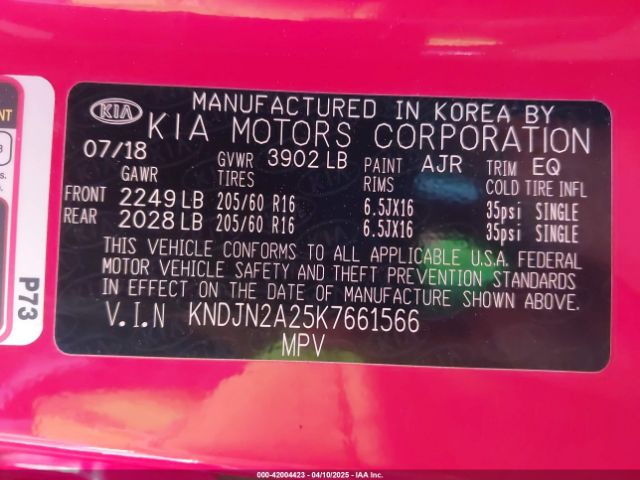 KIA
MANUFACTURED IN KOREA BY
KIA MOTORS CORPORATION
07/18 GVWR 3902 LB PAINT AJR TRIM EQ
GAWR TIRES RIMS COLD TIRE INFL
FRONT 2249 LB 205/60 R16 6.5JX16 35psi SINGLE
REAR 2028 LB 205/60 R16 6.5JX16 35psi SINGLE
THIS VEHICLE CONFORMS TO ALL APPLICABLE U.S.A. FEDERAL
MOTOR VEHICLE SAFETY AND THEFT PREVENTION STANDARDS
IN EFFECT ON THE DATE OF MANUFACTURE SHOWN ABOVE.
V.I.N KNDJN2A25K7661566
MPV
P73
000-42004423 - 04/10/2025 - IAA Inc.